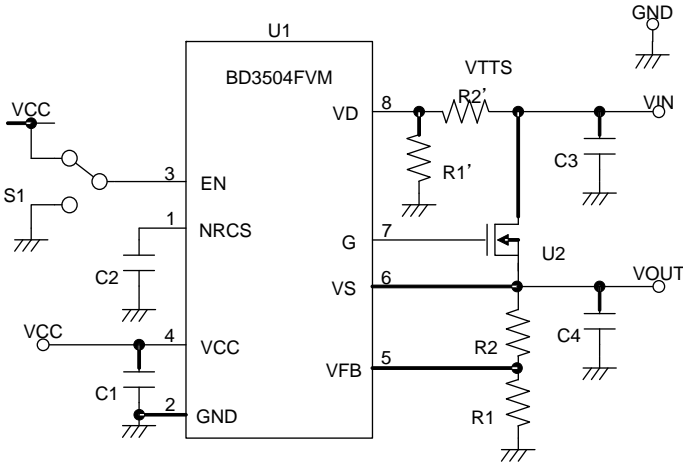 GND
U1
BD3504FVM
VTTS
VCC
8
R2’
VIN
VD
C3
3
R1’
EN
S1
1
NRCS
7
G
U2
C2
6
VOUT
VS
VCC
4
VCC
R2
C4
5
VFB
C1
2
GND
R1